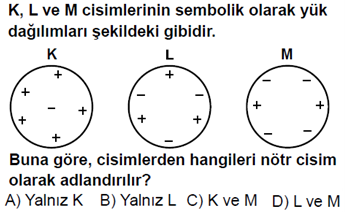 K, L ve M cisimlerinin sembolik olarak yük
dağılımları şekildeki gibidir.
K L M
+ + + + - + +
- + - + - +
- - + + - +
- - + + - -
Buna göre, cisimlerden hangileri nötr cisim
olarak adlandırılır?
A) Yalnız K B) Yalnız L C) K ve M D) L ve M